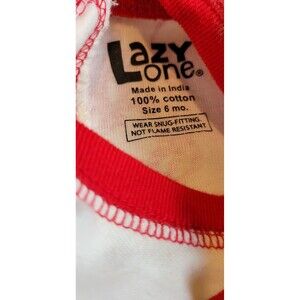 Lazy
one®
Made in India
100% cotton
Size 6 mo.
WEAR SNUG-FITTING
NOT FLAME RESISTANT